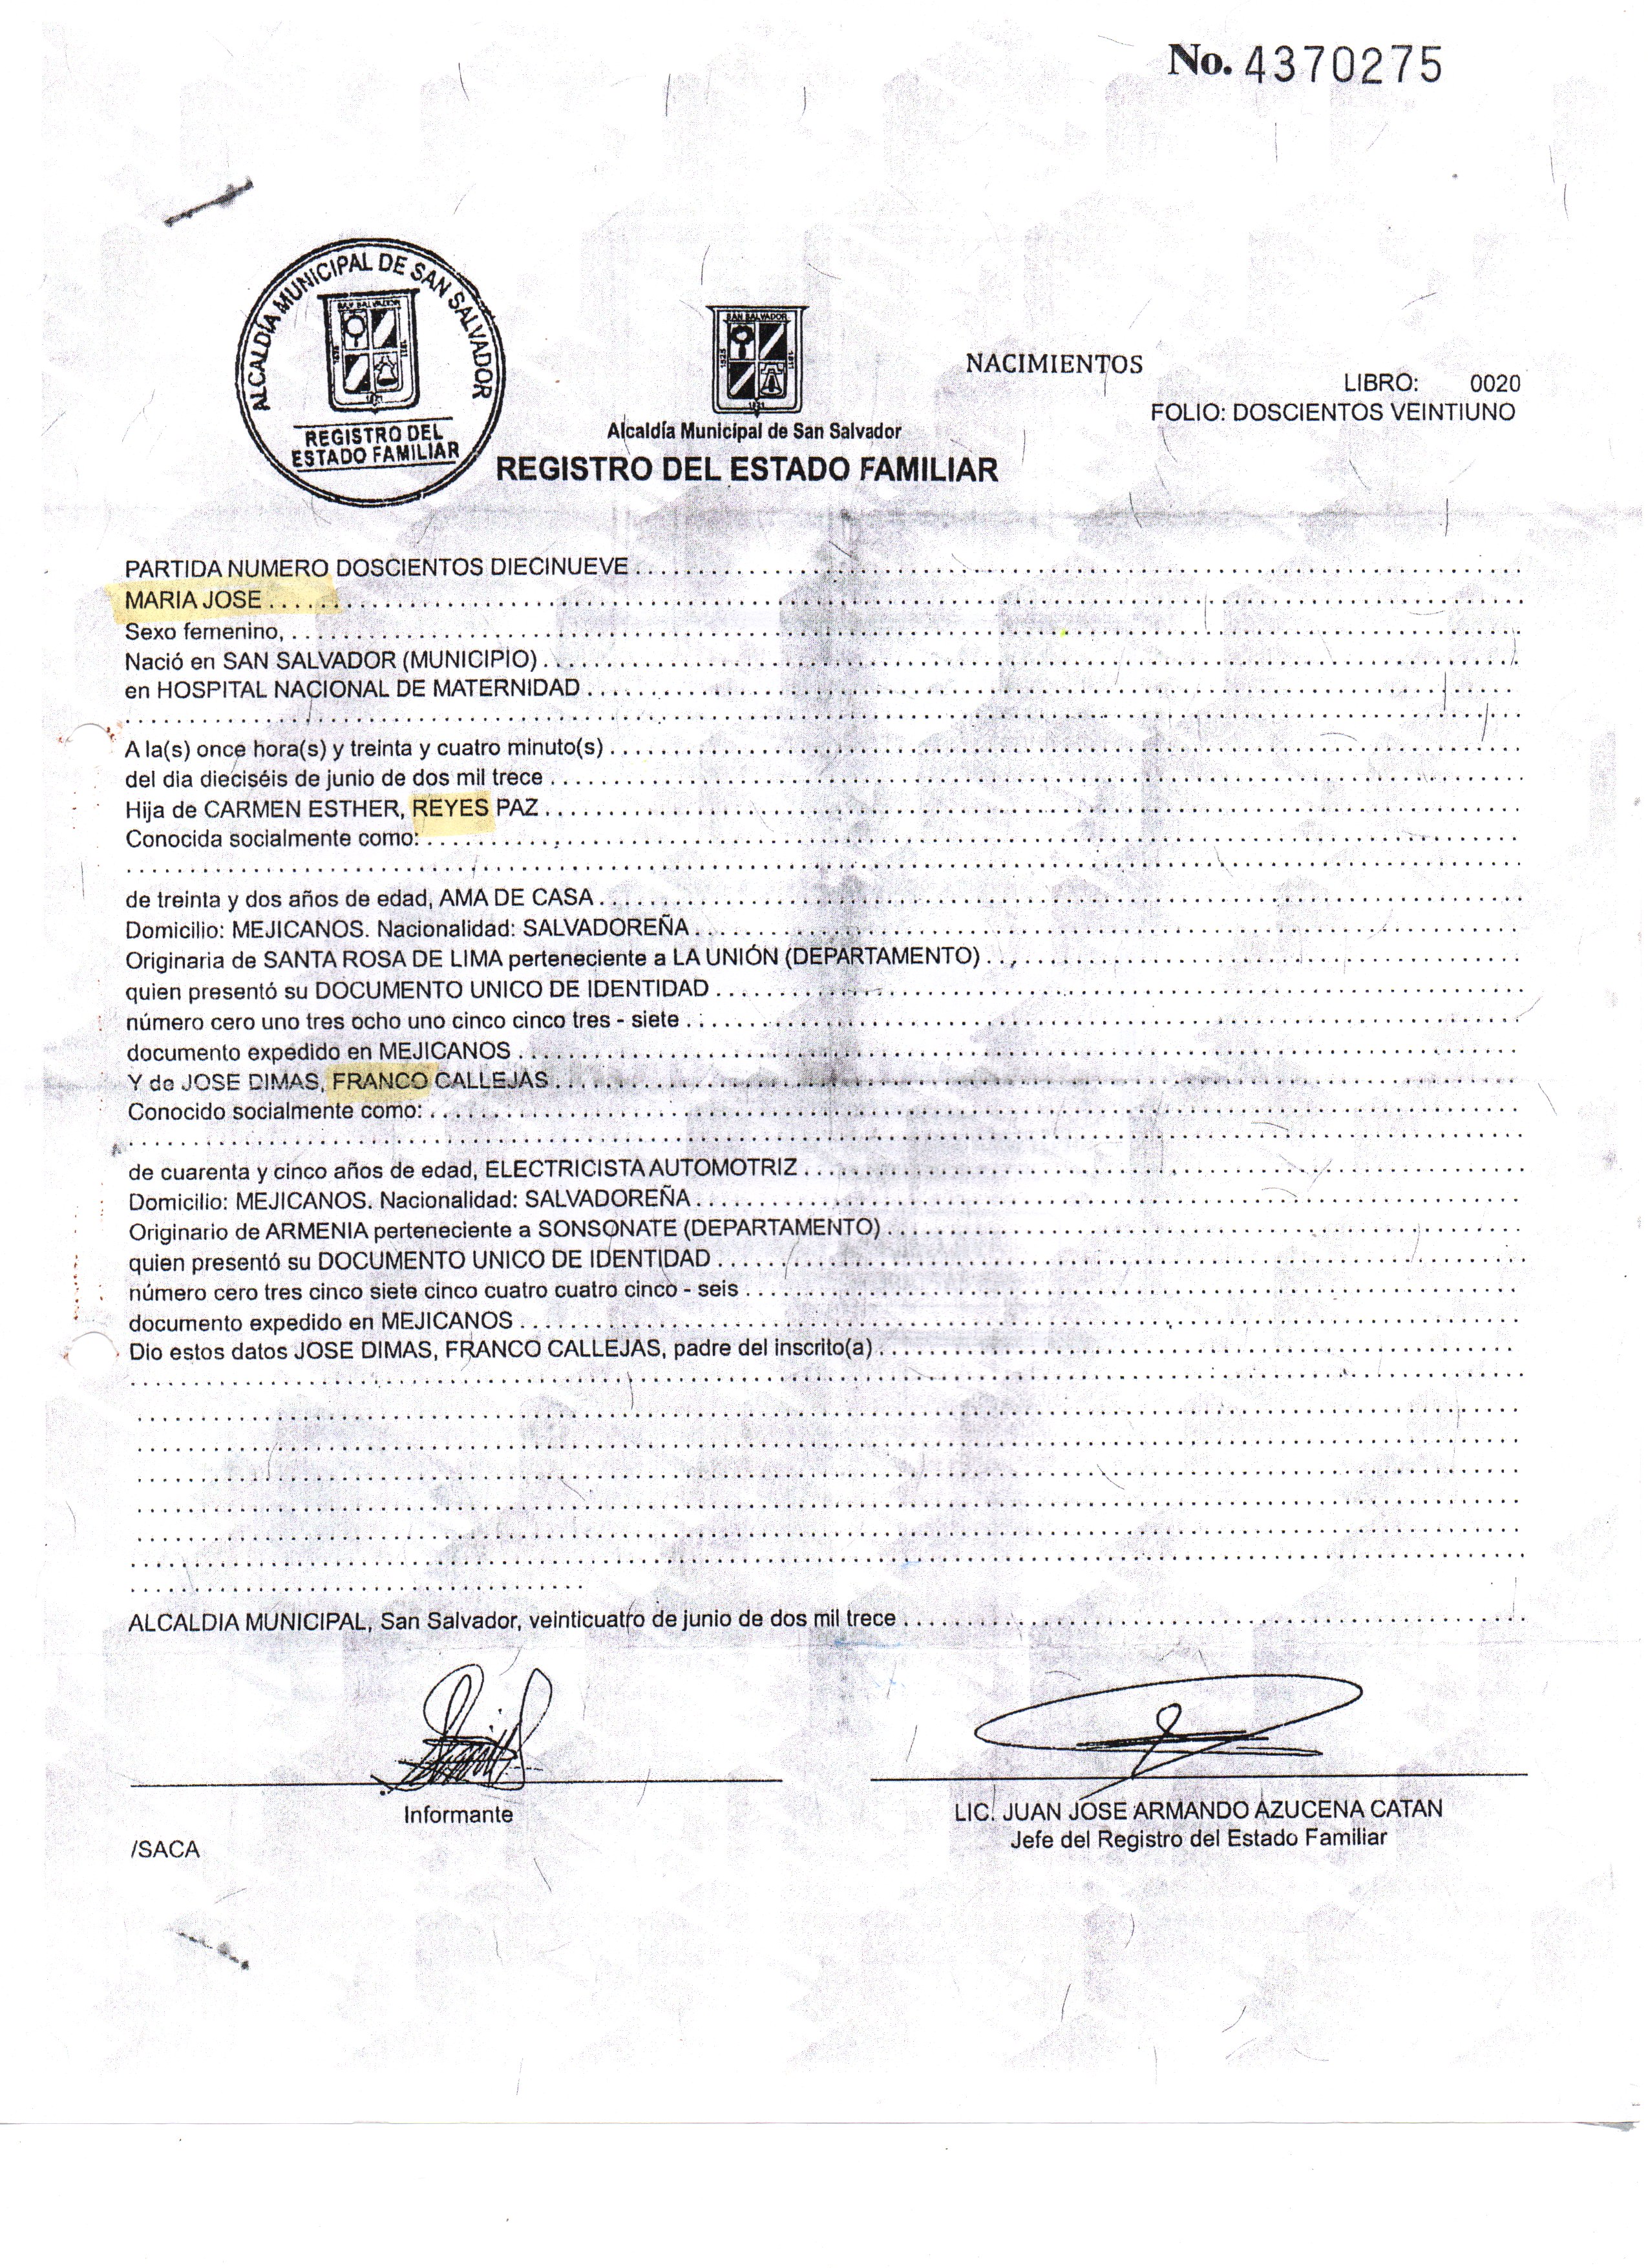 No. 4370275
ALCALDÍA MUNICIPAL DE SAN SALVADOR
SAN SALVADOR
1821
REGISTRO DEL
ESTADO FAMILIAR
SAN SALVADOR
1525
1811
1821
Alcaldía Municipal de San Salvador
REGISTRO DEL ESTADO FAMILIAR
NACIMIENTOS
LIBRO: 0020
FOLIO: DOSCIENTOS VEINTIUNO
PARTIDA NUMERO DOSCIENTOS DIECINUEVE
MARIA JOSE
Sexo femenino,
Nació en SAN SALVADOR (MUNICIPIO)
en HOSPITAL NACIONAL DE MATERNIDAD
A la(s) once hora(s) y treinta y cuatro minuto(s)
del dia dieciséis de junio de dos mil trece
Hija de CARMEN ESTHER, REYES PAZ
Conocida socialmente como:
de treinta y dos años de edad, AMA DE CASA
Domicilio: MEJICANOS. Nacionalidad: SALVADOREÑA
Originaria de SANTA ROSA DE LIMA perteneciente a LA UNIÓN (DEPARTAMENTO)
quien presentó su DOCUMENTO UNICO DE IDENTIDAD
número cero uno tres ocho uno cinco cinco tres - siete
documento expedido en MEJICANOS
Y de JOSE DIMAS, FRANCO CALLEJAS
Conocido socialmente como:
de cuarenta y cinco años de edad, ELECTRICISTA AUTOMOTRIZ
Domicilio: MEJICANOS. Nacionalidad: SALVADOREÑA
Originario de ARMENIA perteneciente a SONSONATE (DEPARTAMENTO)
quien presentó su DOCUMENTO UNICO DE IDENTIDAD
número cero tres cinco siete cinco cuatro cuatro cinco - seis
documento expedido en MEJICANOS
Dio estos datos JOSE DIMAS, FRANCO CALLEJAS, padre del inscrito(a)
ALCALDIA MUNICIPAL, San Salvador, veinticuatro de junio de dos mil trece
Informante
LIC. JUAN JOSE ARMANDO AZUCENA CATAN
Jefe del Registro del Estado Familiar
/SACA